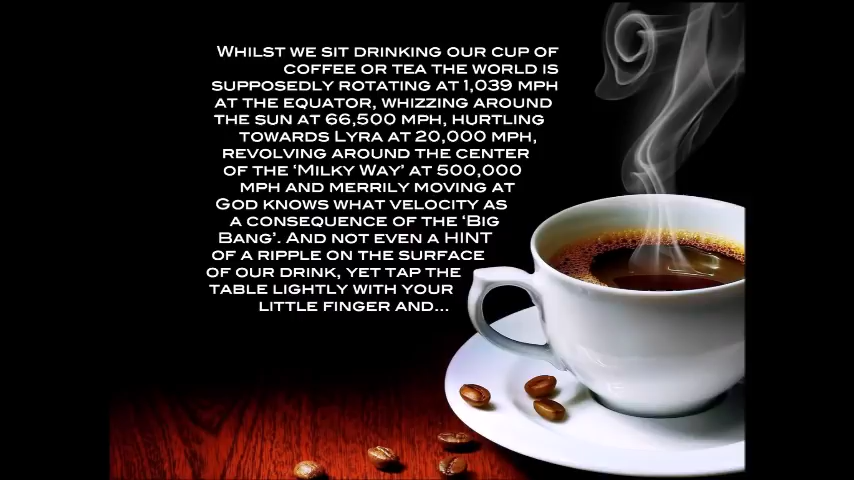 Whilst we sit drinking our cup of
coffee or tea the world is
supposedly rotating at 1,039 mph
at the equator, whizzing around
the sun at 66,500 mph, hurtling
towards Lyra at 20,000 mph,
revolving around the center
of the ‘Milky Way’ at 500,000
mph and merrily moving at
God knows what velocity as
a consequence of the ‘Big
Bang’. And not even a HINT
of a ripple on the surface
of our drink, yet tap the
table lightly with your
little finger and...